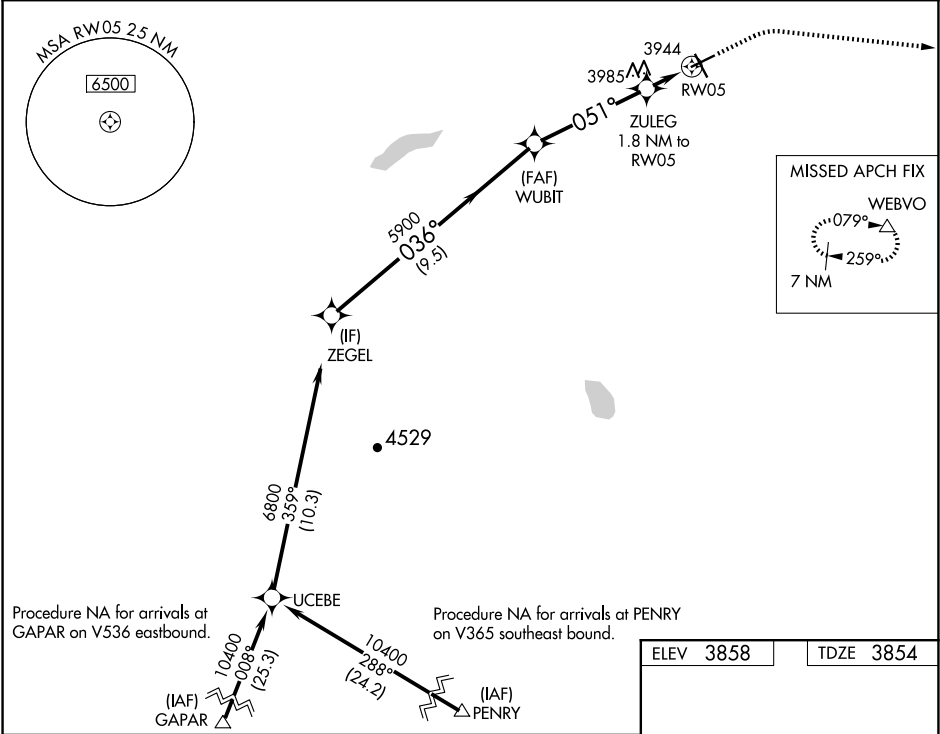 MSA RW05 25 NM
6500
3944
3985
RW05
051°
ZULEG
1.8 NM to
RW05
(FAF)
WUBIT
MISSED APCH FIX
WEBVO
079°
259°
7 NM
5900
036°
(9.5)
(IF)
ZEGEL
4529
6800
359°
(10.3)
UCEBE
Procedure NA for arrivals at
GAPAR on V536 eastbound.
Procedure NA for arrivals at PENRY
on V365 southeast bound.
10400
008°
(25.3)
10400
288°
(24.2)
(IAF)
GAPAR
(IAF)
PENRY
ELEV 3858
TDZE 3854